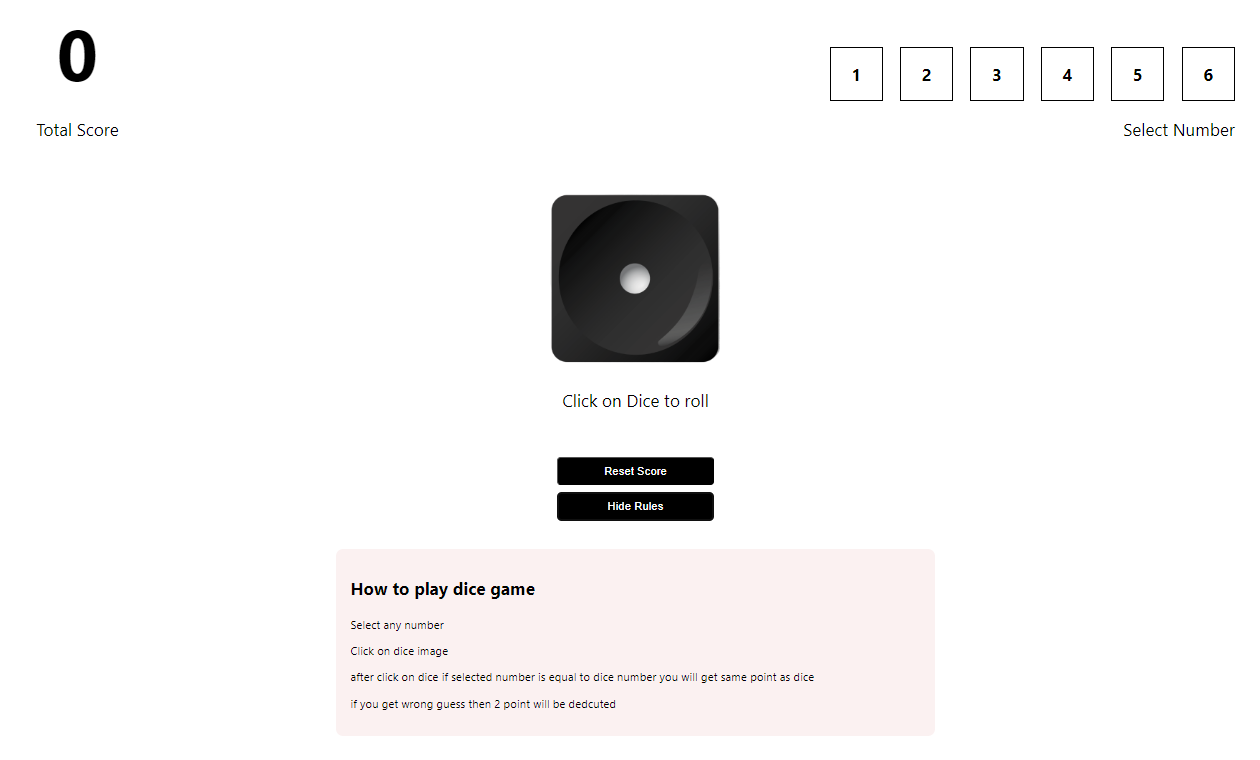 0
1 2 3 4 5 6
Total Score
Select Number
Click on Dice to roll
Reset Score
Hide Rules
How to play dice game
Select any number
Click on dice image
after click on dice if selected number is equal to dice number you will get same point as dice
if you get wrong guess then 2 point will be dedcuted